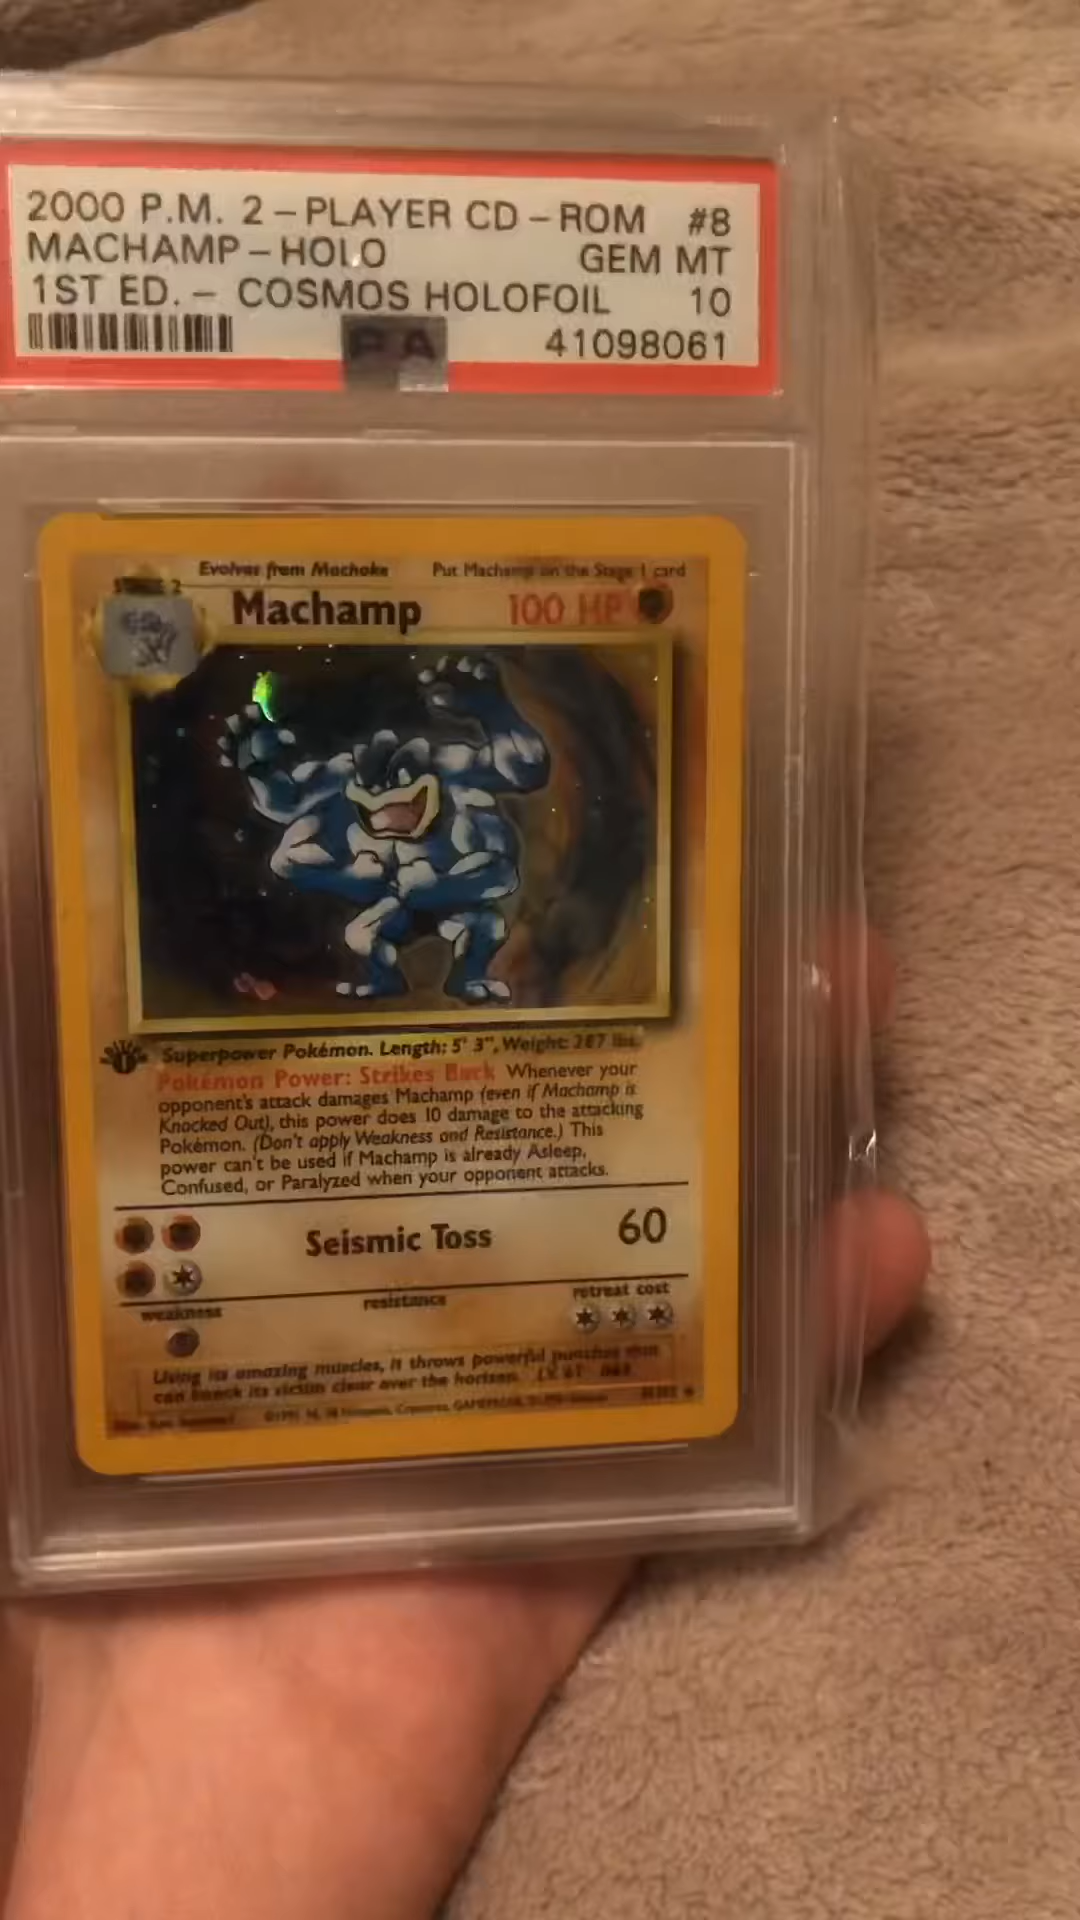 2000 P.M. 2-PLAYER CD-ROM #8
MACHAMP-HOLO GEM MT
1ST ED. - COSMOS HOLOFOIL 10
41098061
Evolves from Machoke Put Machamp on the Stage 1 card
STAGE 2
Machamp 100 HP
Superpower Pokémon. Length: 5' 3", Weight: 287 lbs.
Pokémon Power: Strikes Back Whenever your
opponent's attack damages Machamp (even if Machamp is
Knocked Out), this power does 10 damage to the attacking
Pokémon. (Don't apply Weakness and Resistance.) This
power can't be used if Machamp is already Asleep,
Confused, or Paralyzed when your opponent attacks.
Seismic Toss 60
weakness resistance retreat cost
Using its amazing muscles, it throws powerful punches that
can knock its victim clear over the horizon. LV. 67